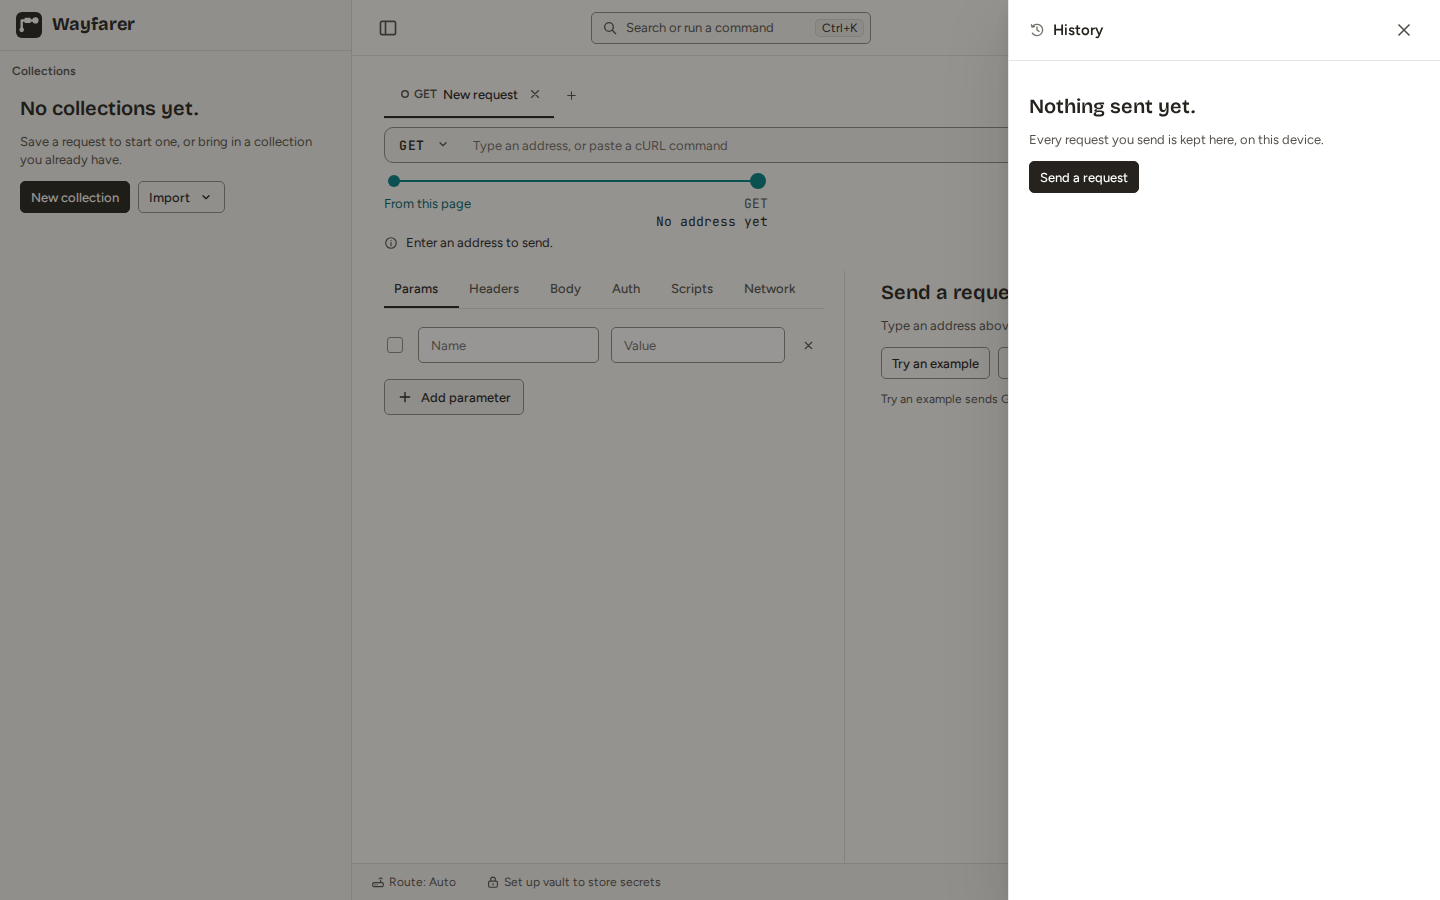 Wayfarer
Collections
No collections yet.
Save a request to start one, or bring in a collection
you already have.
New collection
Import
Search or run a command
Ctrl+K
GET New request
GET
Type an address, or paste a cURL command
From this page
GET
No address yet
Enter an address to send.
Params
Headers
Body
Auth
Scripts
Network
Name
Value
Add parameter
Send a reque
Type an address abov
Try an example
Try an example sends G
Route: Auto
Set up vault to store secrets
History
Nothing sent yet.
Every request you send is kept here, on this device.
Send a request